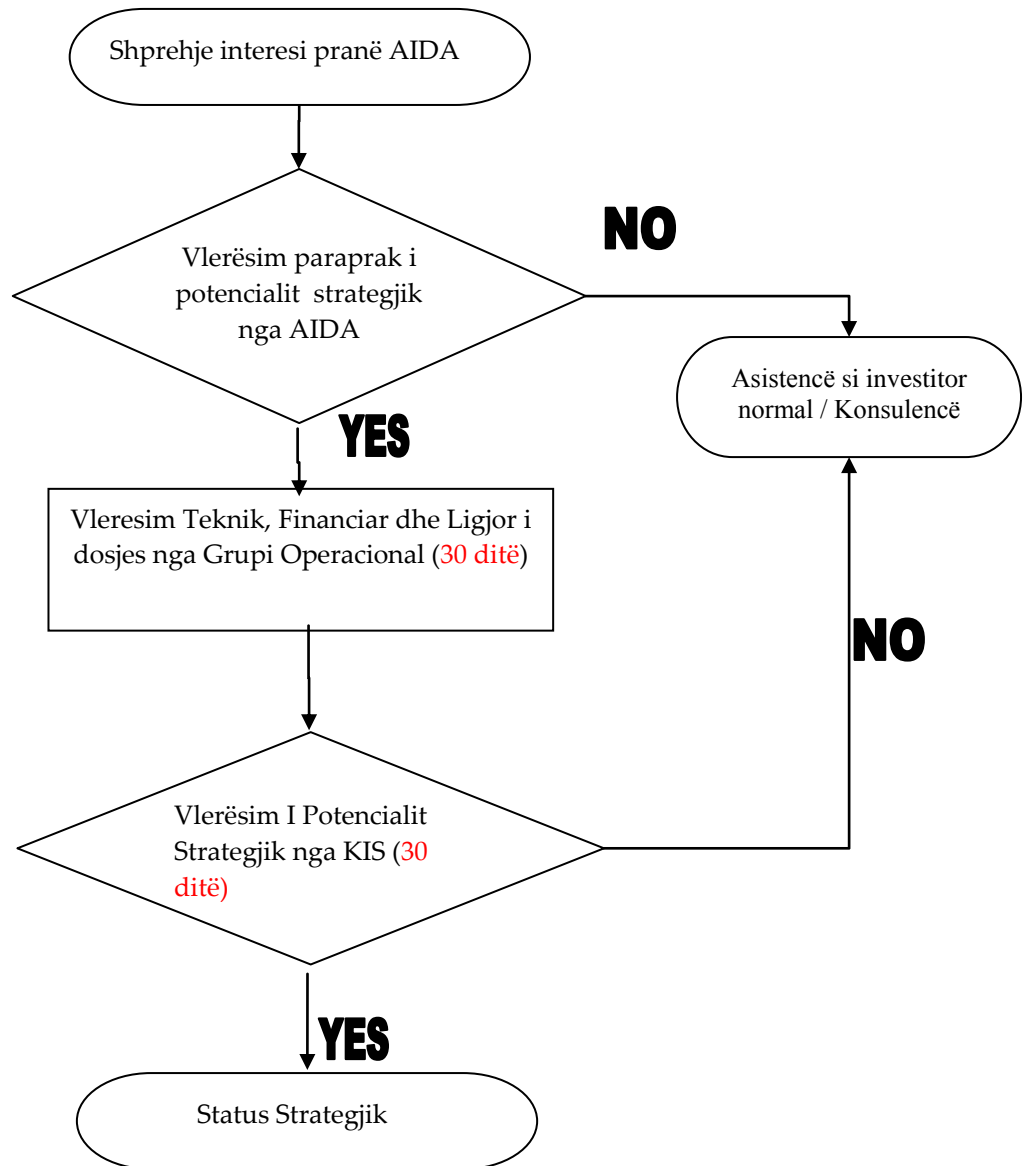 Shprehje interesi pranë AIDA
NO
Vlerësim paraprak i
potencialit strategjik
nga AIDA
Asistencë si investitor
normal / Konsulencë
YES
Vleresim Teknik, Financiar dhe Ligjor i
dosjes nga Grupi Operacional (30 ditë)
NO
Vlerësim I Potencialit
Strategjik nga KIS (30
ditë)
YES
Status Strategjik